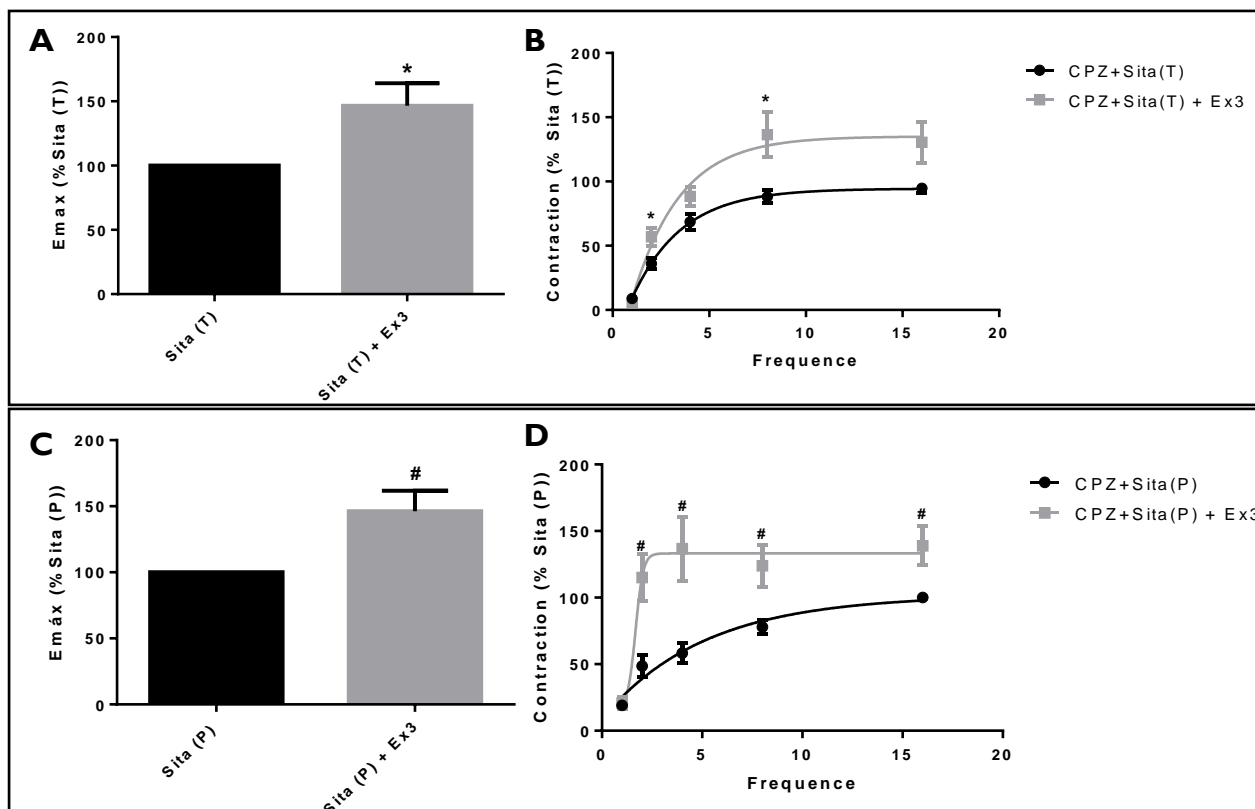 A
200
150
100
50
0
Emax (%Sita (T))
*
Sita (T)
Sita (T) + Ex3
B
200
150
100
50
0
Contraction (% Sita (T))
*
*
0
5
10
15
20
Frequence
CPZ+Sita(T)
CPZ+Sita(T) + Ex3
C
200
150
100
50
0
Emáx (% Sita (P))
#
Sita (P)
Sita (P) + Ex3
D
200
150
100
50
0
Contraction (% Sita (P))
#
#
#
#
0
5
10
15
20
Frequence
CPZ+Sita(P)
CPZ+Sita(P) + Ex3